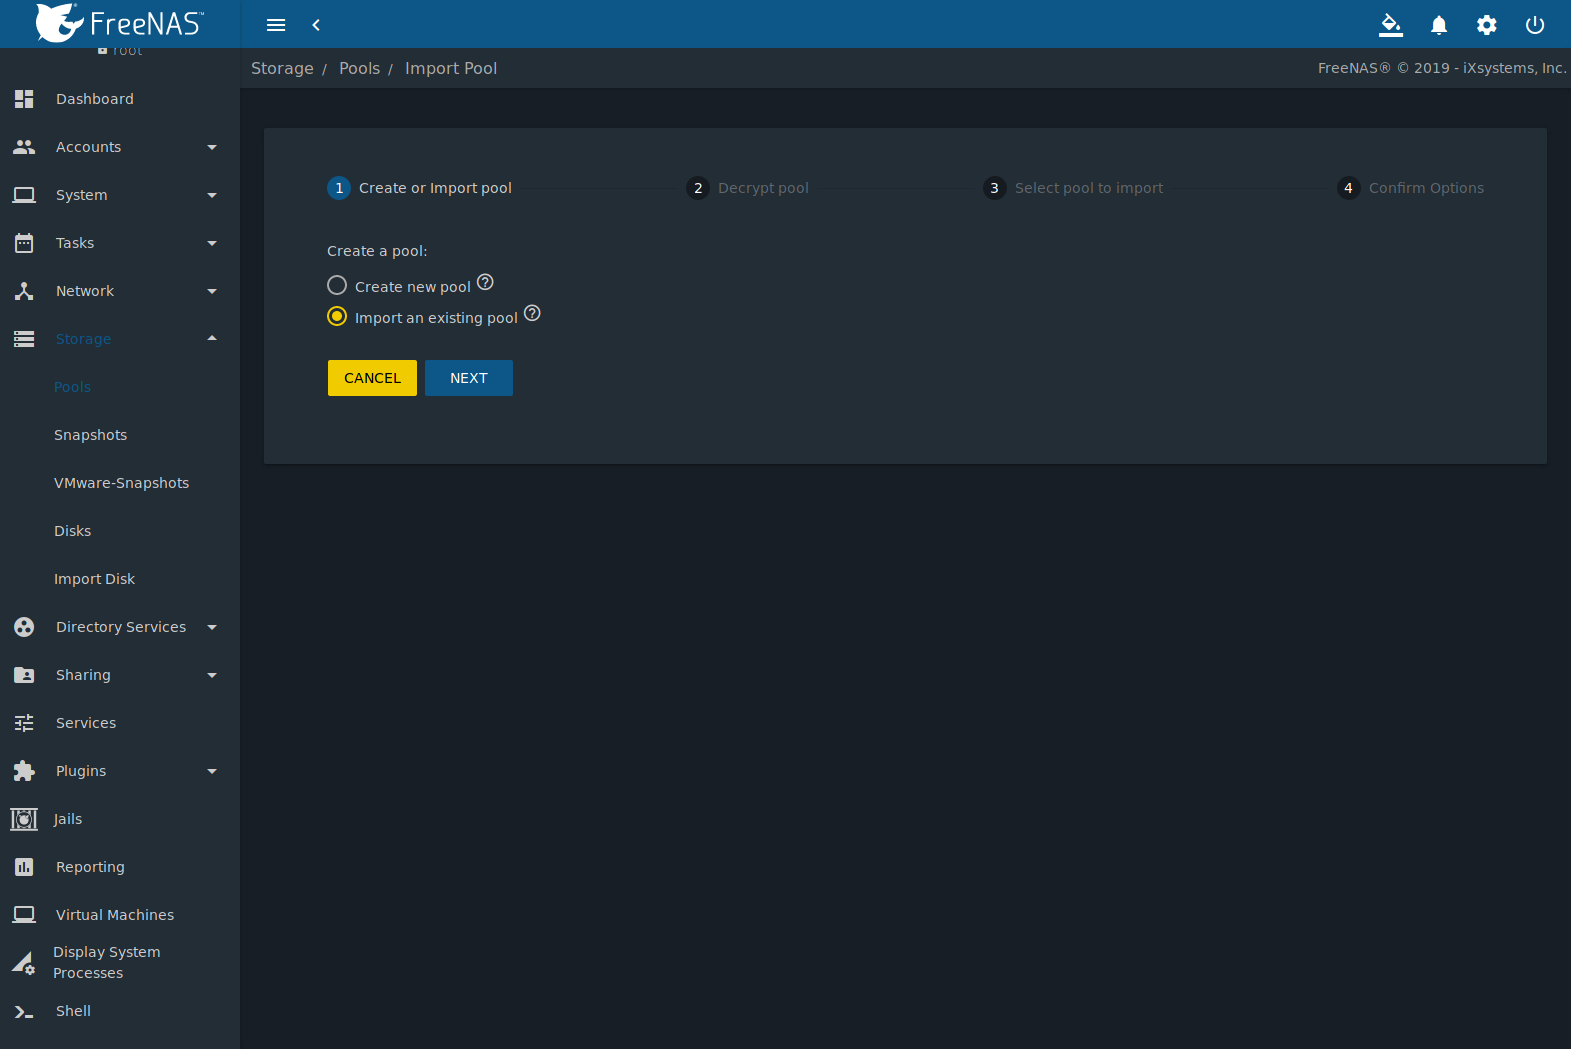 FreeNAS™
root
Storage / Pools / Import Pool
FreeNAS® © 2019 - iXsystems, Inc.
Dashboard
Accounts
System
Tasks
Network
Storage
Pools
Snapshots
VMware-Snapshots
Disks
Import Disk
Directory Services
Sharing
Services
Plugins
Jails
Reporting
Virtual Machines
Display System
Processes
Shell
1 Create or Import pool
2 Decrypt pool
3 Select pool to import
4 Confirm Options
Create a pool:
Create new pool ?
Import an existing pool ?
CANCEL NEXT